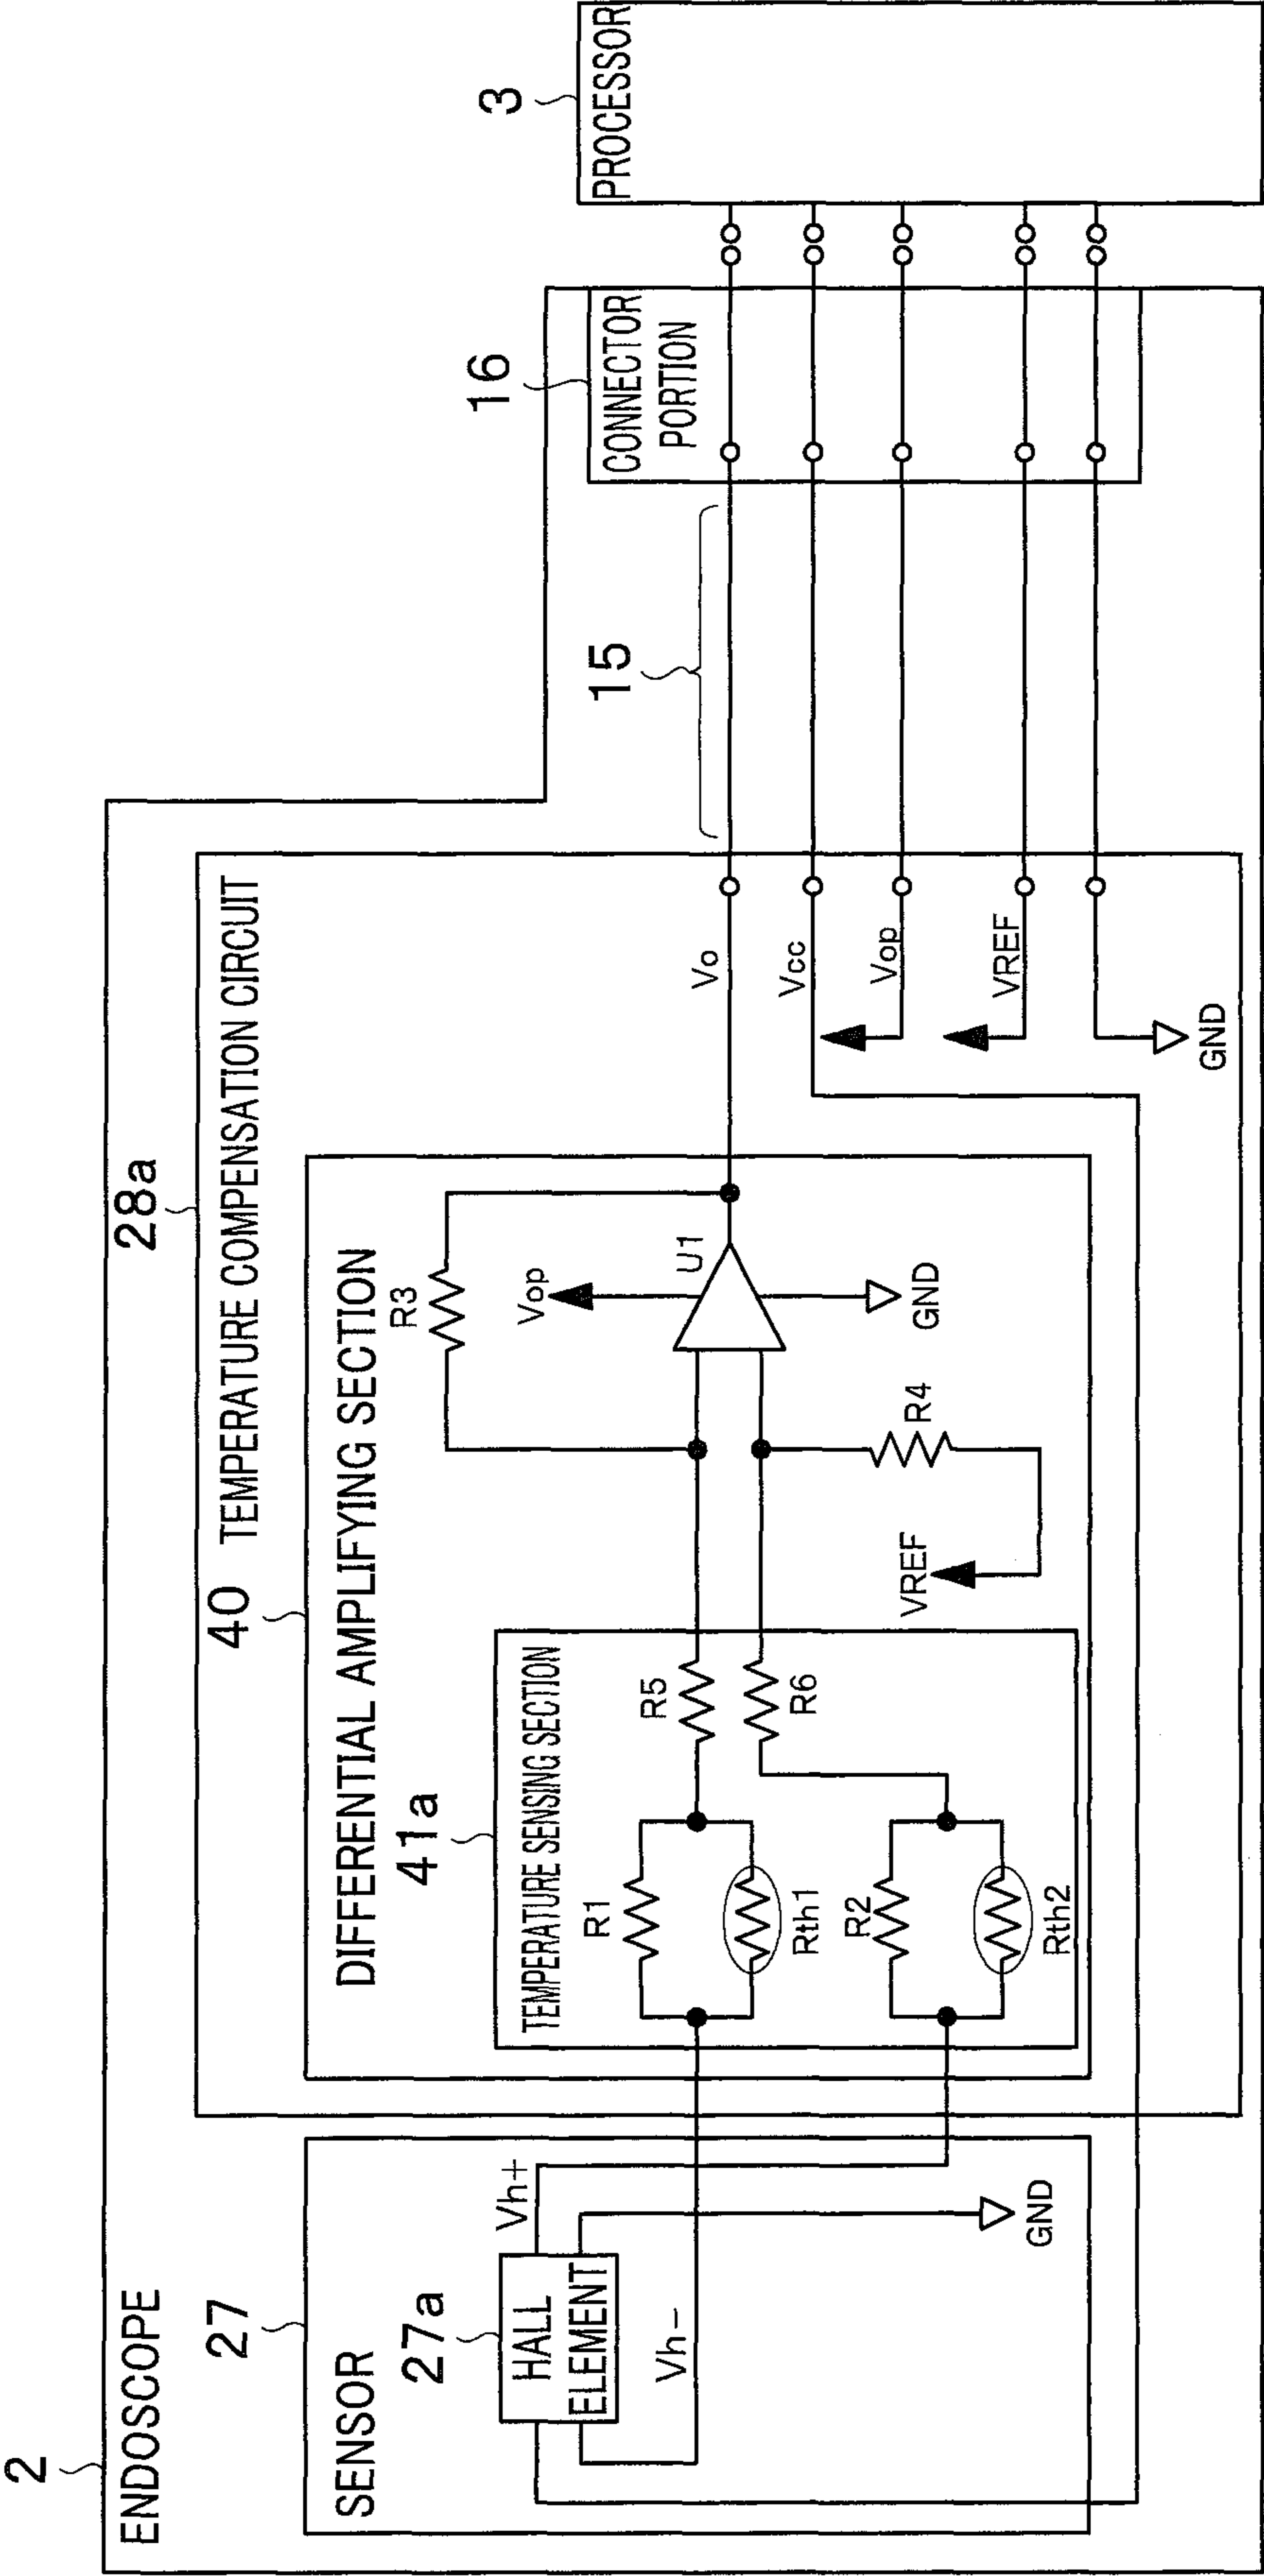 2
ENDOSCOPE
27
SENSOR
27a
HALL
ELEMENT
Vh+
Vh−
GND
28a
TEMPERATURE COMPENSATION CIRCUIT
40
DIFFERENTIAL AMPLIFYING SECTION
41a
TEMPERATURE SENSING SECTION
R1
Rth1
R2
Rth2
R5
R6
R3
Vop
U1
GND
R4
VREF
Vo
Vcc
Vop
VREF
GND
15
16
CONNECTOR
PORTION
3
PROCESSOR